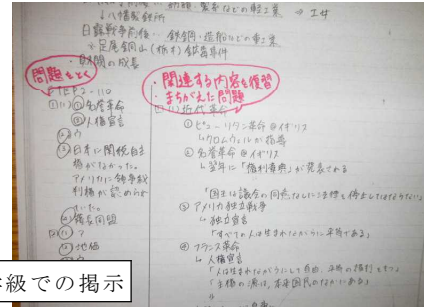 八幡製鉄所
日露戦争前後… 鉄鋼・造船などの重工業
※足尾銅山(栃木)鉱毒事件
・財閥の成長
問題をとく
・関連する内容を復習
まちがえた問題
STEP2-110
①名誉革命
②人権宣言
②ウ
③日本に関税自主
権がなかった。
アメリカに領事裁
判権が認められ
ていた。
近代革命
①ピューリタン革命@イギリス
↳クロムウェルが指導
②名誉革命@イギリス
↳翌年に「権利章典」が発表される
「国王は議会の同意なしに法律を停止してはならない」
③アメリカ独立戦争
↳独立宣言
「すべての人は生まれながらに平等である」
④フランス革命
↳人権宣言
「人は生まれながらにして自由、平等の権利をもつ」
「主権の源は、本来国民のなかにある」
②地価
級での掲示